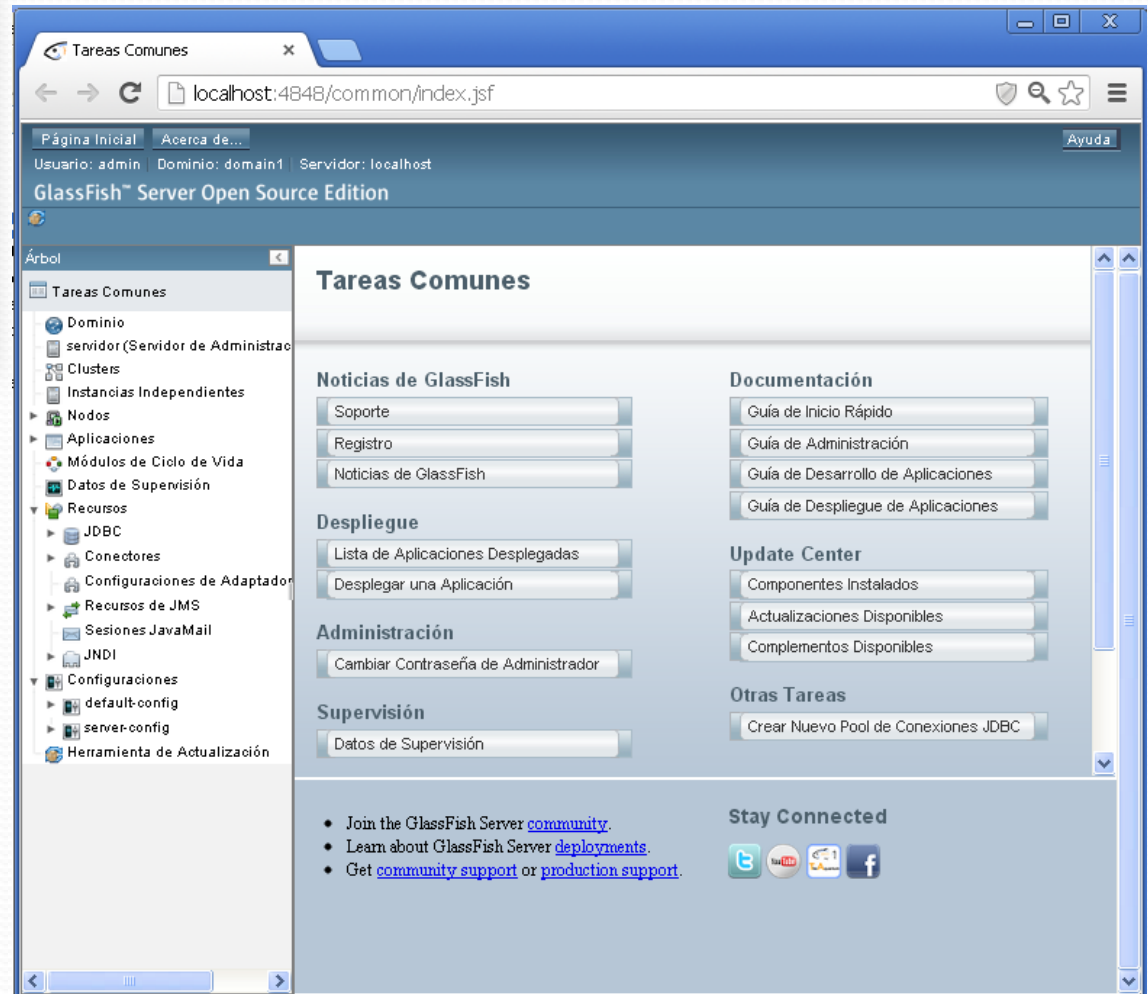 Tareas Comunes
localhost:4848/common/index.jsf
Página Inicial Acerca de... Ayuda
Usuario: admin Dominio: domain1 Servidor: localhost
GlassFish™ Server Open Source Edition
Árbol
Tareas Comunes
Dominio
servidor (Servidor de Administrac
Clusters
Instancias Independientes
Nodos
Aplicaciones
Módulos de Ciclo de Vida
Datos de Supervisión
Recursos
JDBC
Conectores
Configuraciones de Adaptador
Recursos de JMS
Sesiones JavaMail
JNDI
Configuraciones
default-config
server-config
Herramienta de Actualización
Tareas Comunes
Noticias de GlassFish
Soporte
Registro
Noticias de GlassFish
Despliegue
Lista de Aplicaciones Desplegadas
Desplegar una Aplicación
Administración
Cambiar Contraseña de Administrador
Supervisión
Datos de Supervisión
Documentación
Guía de Inicio Rápido
Guía de Administración
Guía de Desarrollo de Aplicaciones
Guía de Despliegue de Aplicaciones
Update Center
Componentes Instalados
Actualizaciones Disponibles
Complementos Disponibles
Otras Tareas
Crear Nuevo Pool de Conexiones JDBC
Join the GlassFish Server community.
Learn about GlassFish Server deployments.
Get community support or production support.
Stay Connected